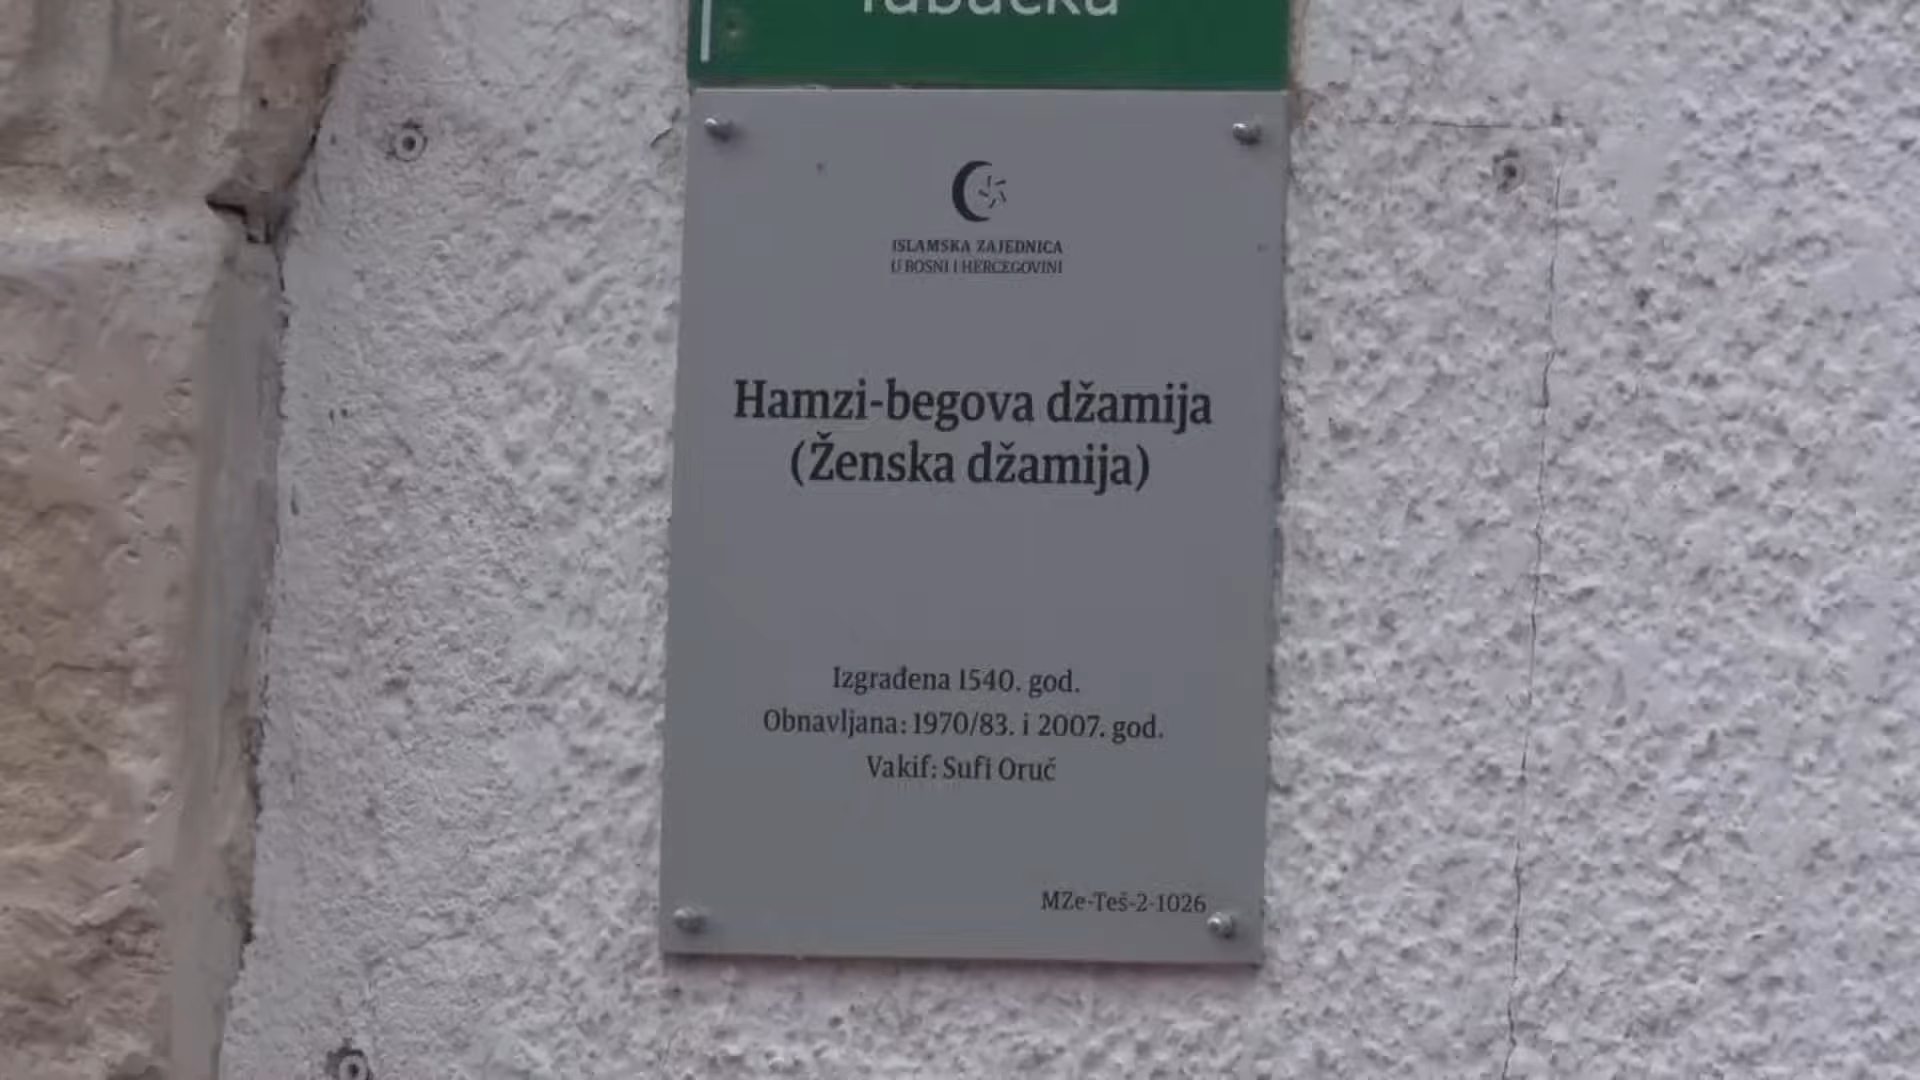 Tabačka
ISLAMSKA ZAJEDNICA
U BOSNI I HERCEGOVINI
Hamzi-begova džamija
(Ženska džamija)
Izgrađena 1540. god.
Obnavljana: 1970/83. i 2007. god.
Vakif: Sufi Oruč
MZe-Teš-2-1026